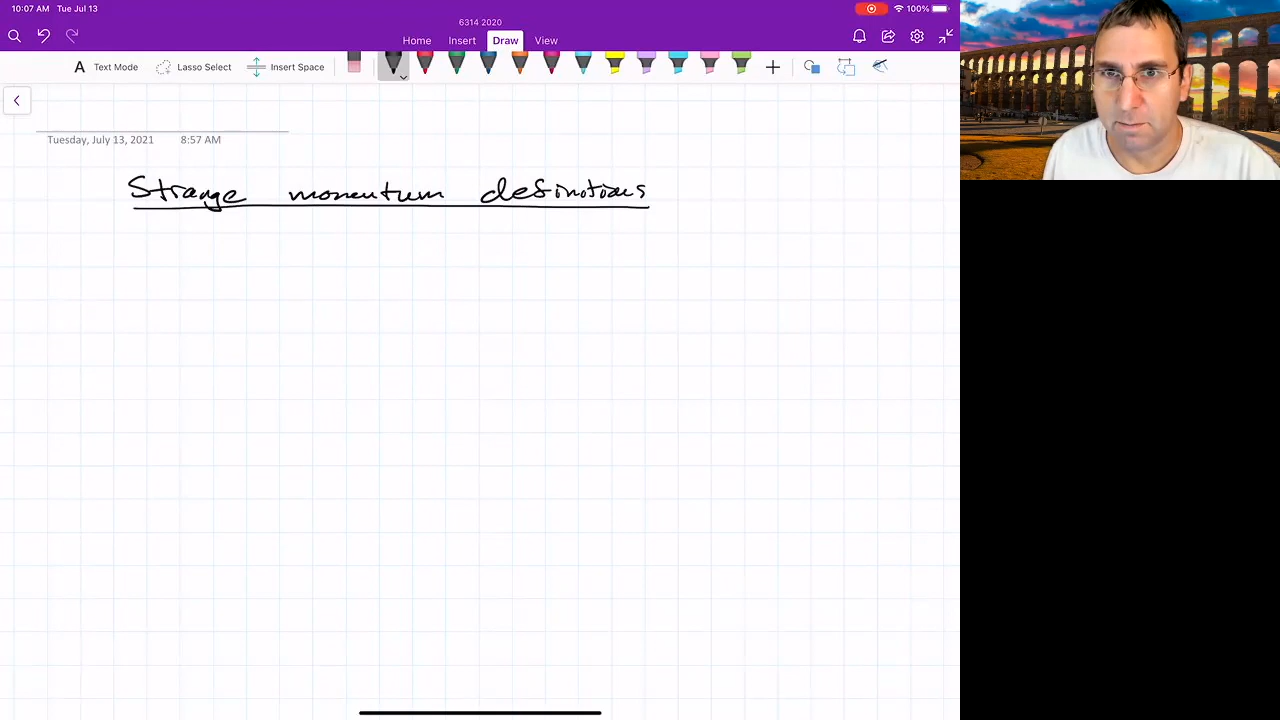 10:07 AM Tue Jul 13
100%
6314 2020
Home Insert Draw View
A Text Mode Lasso Select Insert Space
Tuesday, July 13, 2021 8:57 AM
Strange momentum definitions